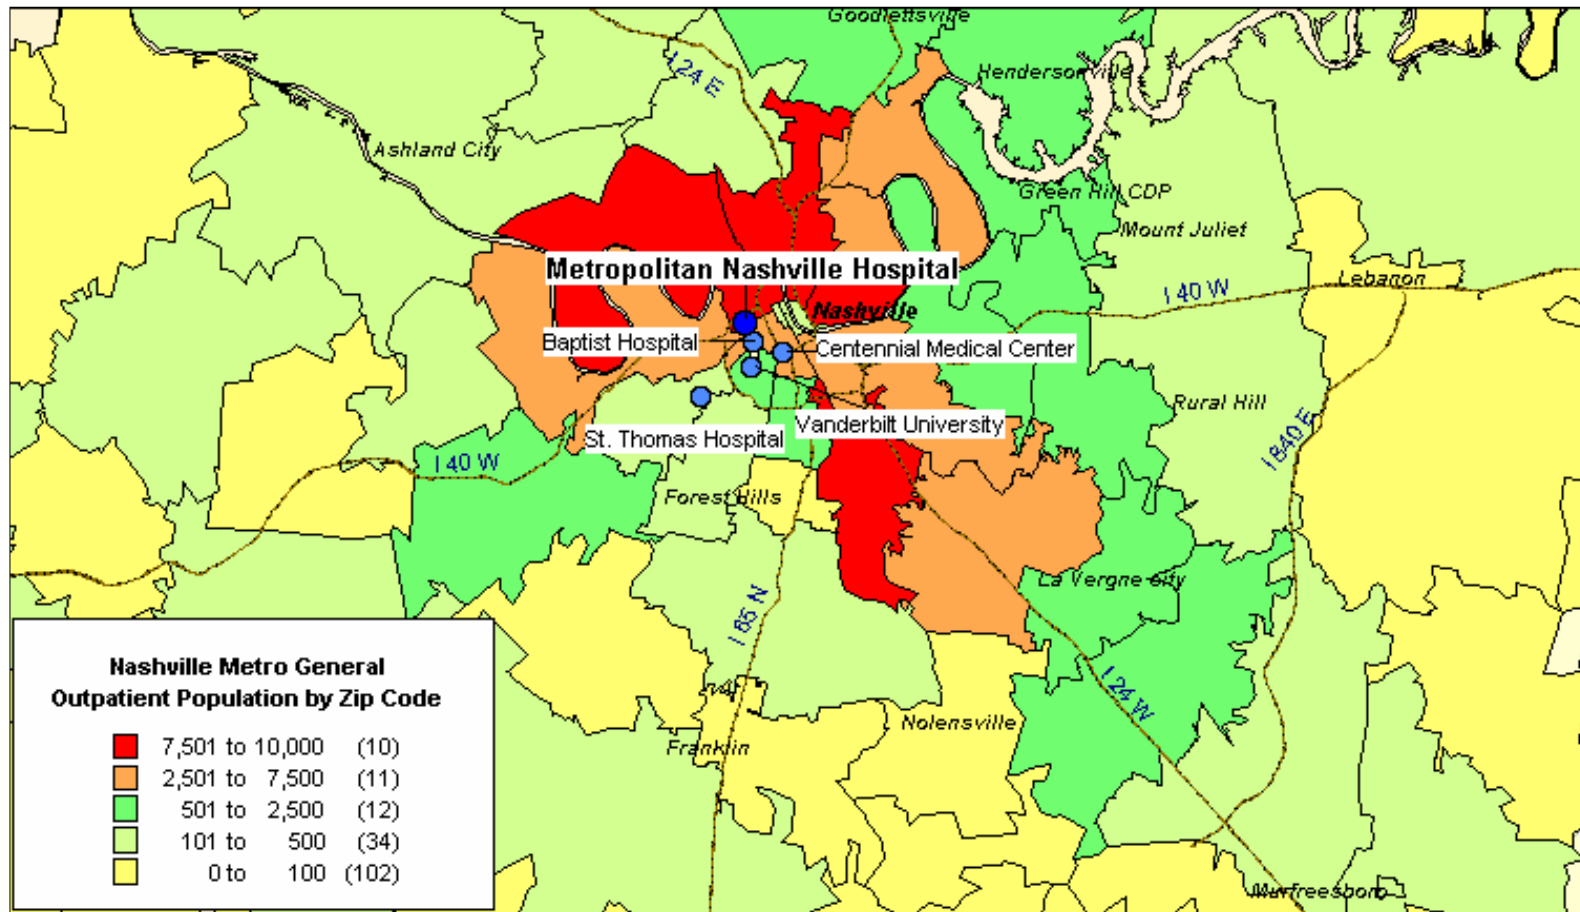 Goodlettsville
I 24 E
Hendersonville
Ashland City
Green Hill CDP
Mount Juliet
Metropolitan Nashville Hospital
Lebanon
I 40 W
Nashville
Baptist Hospital
Centennial Medical Center
Rural Hill
Vanderbilt University
St. Thomas Hospital
I 840 E
I 40 W
Forest Hills
La Vergne city
I 65 N
Nashville Metro General
Outpatient Population by Zip Code
7,501 to 10,000 (10)
2,501 to 7,500 (11)
501 to 2,500 (12)
101 to 500 (34)
0 to 100 (102)
I 24 W
Nolensville
Franklin
Murfreesboro